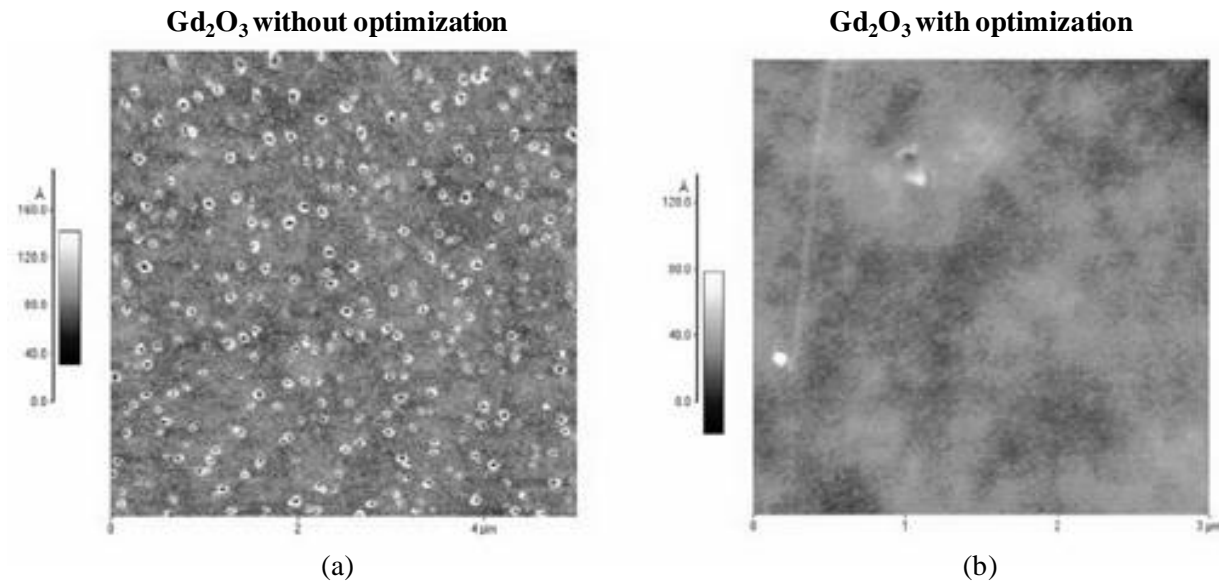 Gd₂O₃ without optimization
Gd₂O₃ with optimization
Å
160.0
120.0
80.0
40.0
0.0
0
2
4 µm
Å
120.0
80.0
40.0
0.0
0
1
2
3 µm
(a)
(b)